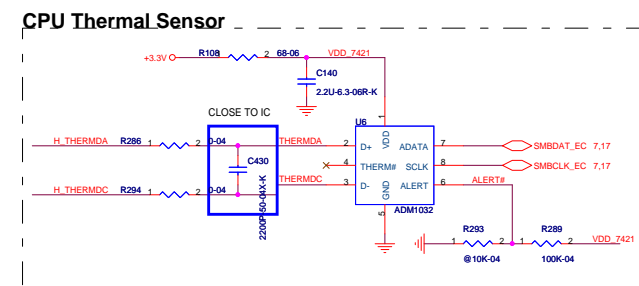 CPU Thermal Sensor
+3.3V R108 2 68-06 VDD_7421
C140
2.2U-6.3-06R-K
CLOSE TO IC
U6
1
H_THERMDA R286 1 2 0-04 THERMDA 2 D+ VDD ADATA 7 SMBDAT_EC 7,17
C430 4 THERM# SCLK 8 SMBCLK_EC 7,17
H_THERMDC R294 1 2 0-04 THERMDC 3 D- GND ALERT 6 ALERT#
2200P-50-04X-K
5 ADM1032
R293 R289
1 2 1 2 VDD_7421
@10K-04 100K-04